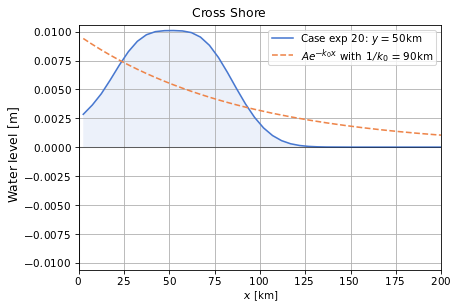 Cross Shore
Case exp 20: y = 50km
Ae^{-k_0x} with 1/k_0 = 90km
Water level [m]
0.0100
0.0075
0.0050
0.0025
0.0000
−0.0025
−0.0050
−0.0075
−0.0100
0 25 50 75 100 125 150 175 200
x [km]